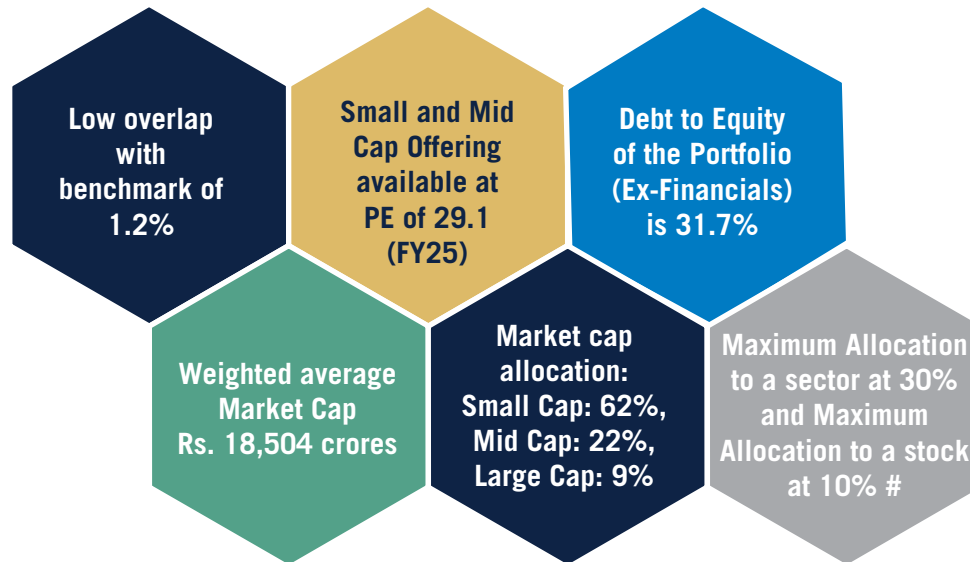 Low overlap
with
benchmark of
1.2%
Small and Mid
Cap Offering
available at
PE of 29.1
(FY25)
Debt to Equity
of the Portfolio
(Ex-Financials)
is 31.7%
Weighted average
Market Cap
Rs. 18,504 crores
Market cap
allocation:
Small Cap: 62%,
Mid Cap: 22%,
Large Cap: 9%
Maximum Allocation
to a sector at 30%
and Maximum
Allocation to a stock
at 10% #